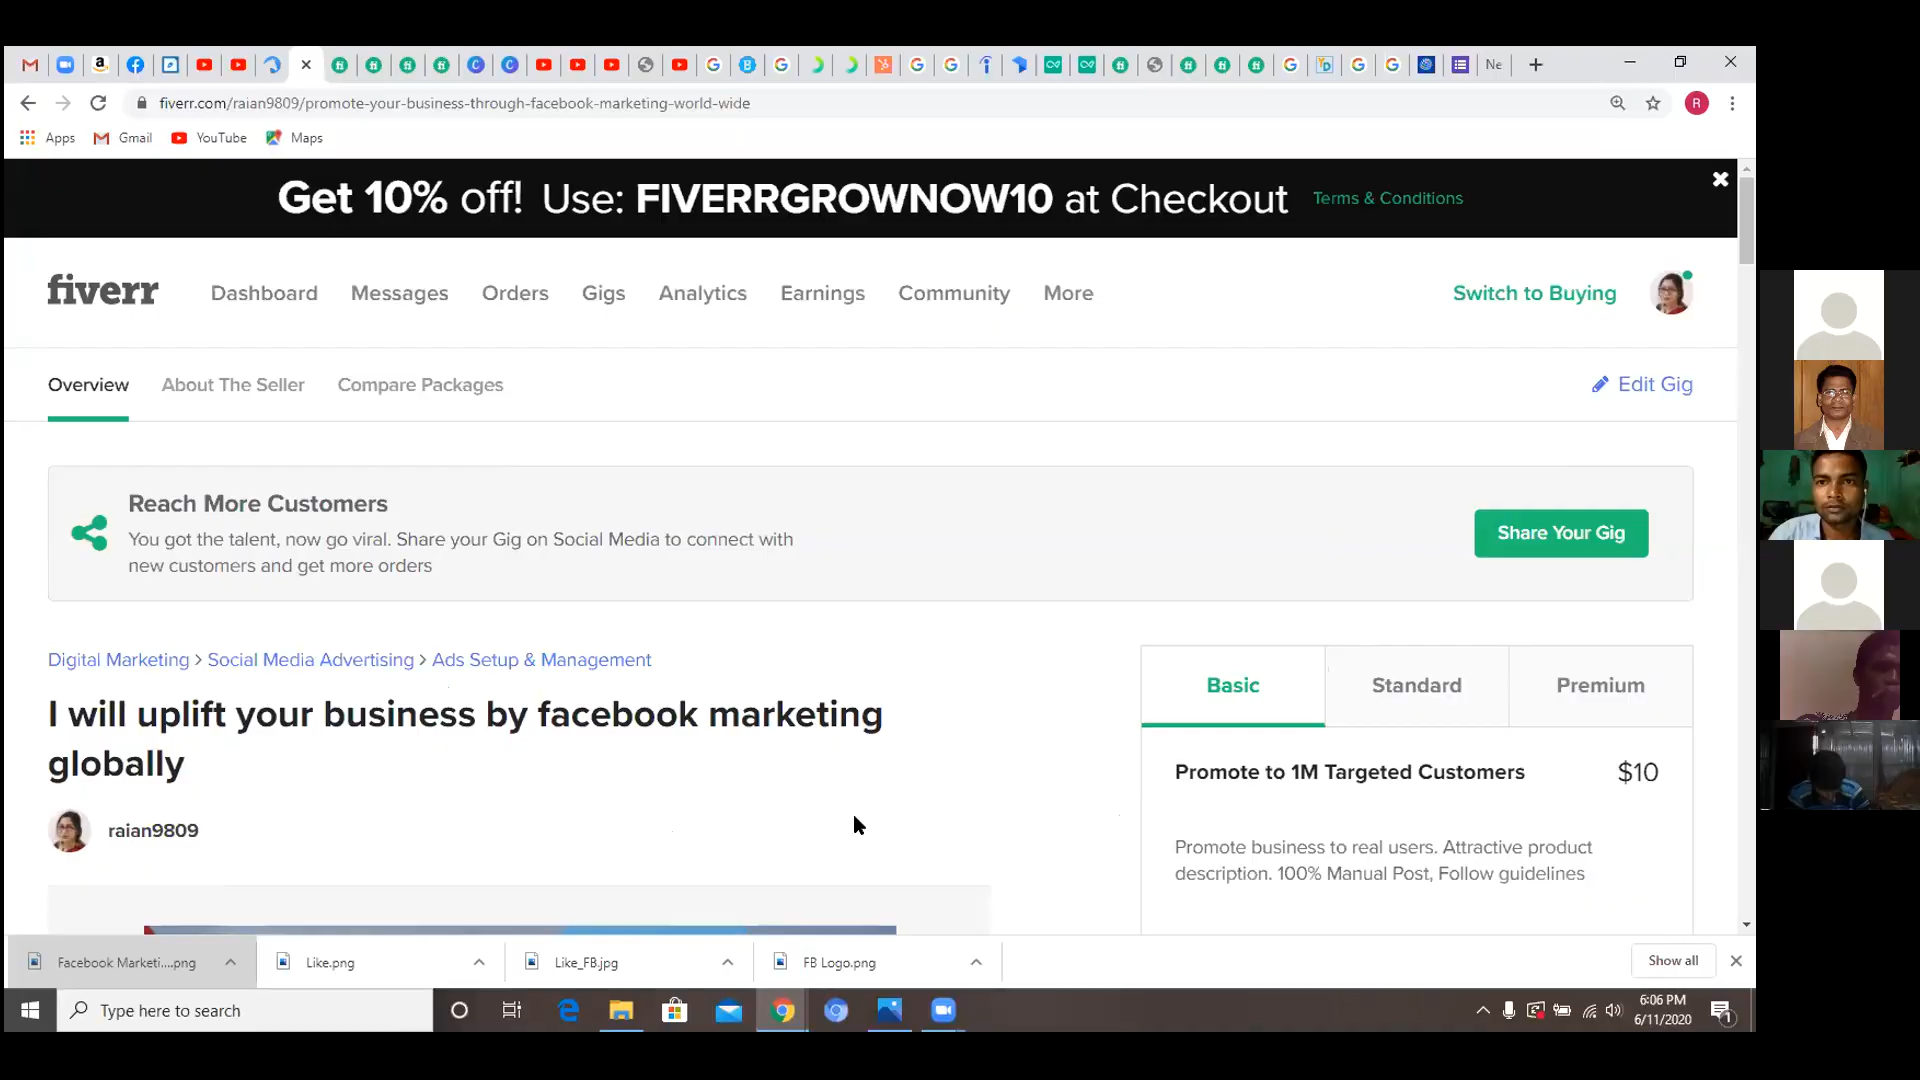 Ne
fiverr.com/raian9809/promote-your-business-through-facebook-marketing-world-wide
R
Apps Gmail YouTube Maps
Get 10% off! Use: FIVERRGROWNOW10 at Checkout Terms & Conditions
fiverr Dashboard Messages Orders Gigs Analytics Earnings Community More Switch to Buying
Overview About The Seller Compare Packages Edit Gig
Reach More Customers
You got the talent, now go viral. Share your Gig on Social Media to connect with
new customers and get more orders
Share Your Gig
Digital Marketing > Social Media Advertising > Ads Setup & Management
I will uplift your business by facebook marketing
globally
raian9809
Basic Standard Premium
Promote to 1M Targeted Customers $10
Promote business to real users. Attractive product
description. 100% Manual Post, Follow guidelines
Facebook Marketi....png Like.png Like_FB.jpg FB Logo.png Show all
Type here to search
6:06 PM
6/11/2020
1